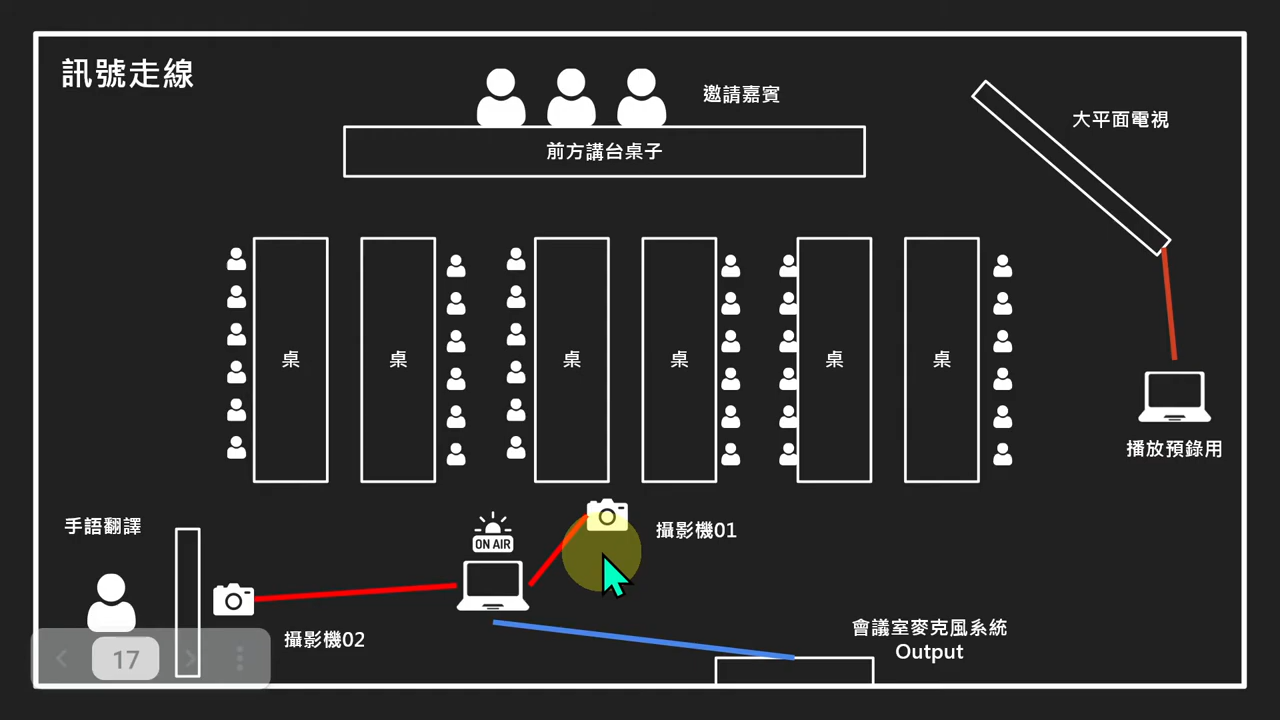 訊號走線
邀請嘉賓
大平面電視
前方講台桌子
桌
桌
桌
桌
桌
桌
播放預錄用
手語翻譯
ON AIR
攝影機01
攝影機02
會議室麥克風系統
Output
17